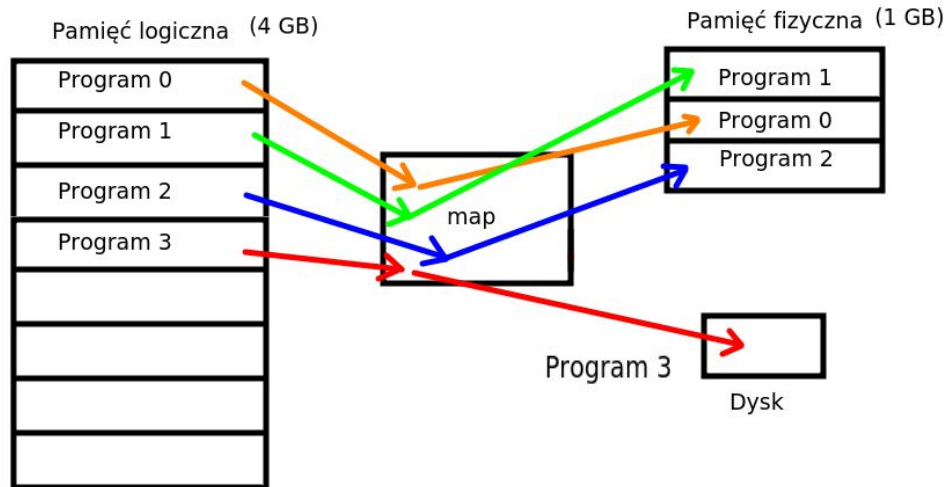 Pamięć logiczna (4 GB)
Program 0
Program 1
Program 2
Program 3
map
Pamięć fizyczna (1 GB)
Program 1
Program 0
Program 2
Program 3
Dysk